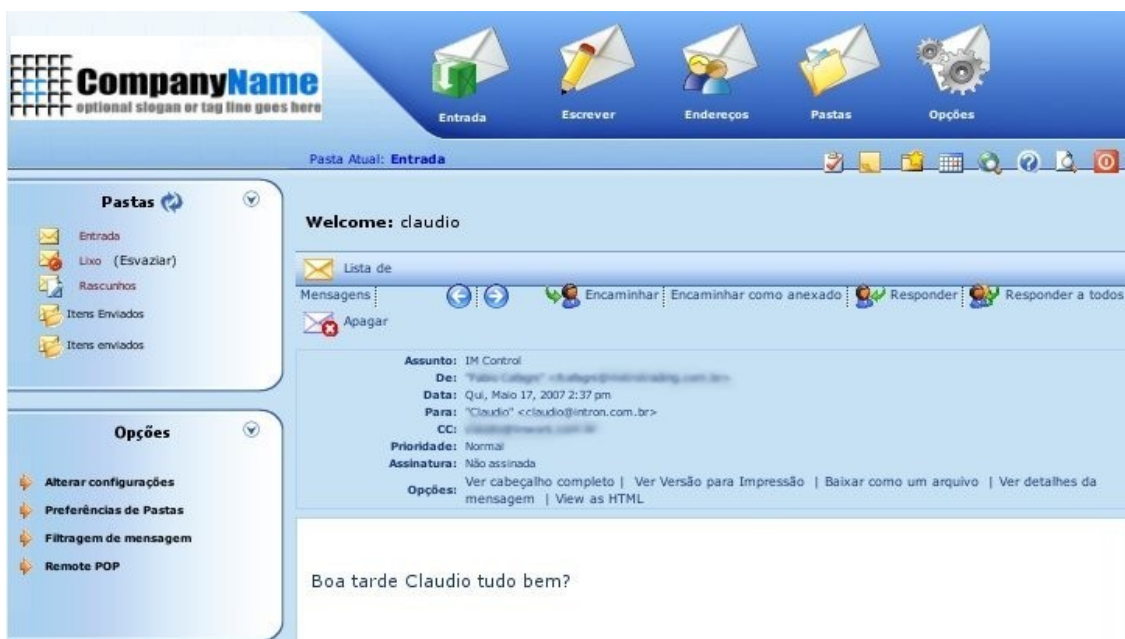 CompanyName
optional slogan or tag line goes here
Entrada
Escrever
Endereços
Pastas
Opções
Pasta Atual: Entrada
Pastas
Entrada
Lixo (Esvaziar)
Rascunhos
Itens Enviados
Itens enviados
Opções
Alterar configurações
Preferências de Pastas
Filtragem de mensagem
Remote POP
Welcome: claudio
Lista de
Mensagens Encaminhar Encaminhar como anexado Responder Responder a todos
Apagar
Assunto: IM Control
De:
Data: Qui, Maio 17, 2007 2:37 pm
Para: "Claudio" <claudio@intron.com.br>
CC:
Prioridade: Normal
Assinatura: Não assinada
Opções: Ver cabeçalho completo | Ver Versão para Impressão | Baixar como um arquivo | Ver detalhes da
mensagem | View as HTML
Boa tarde Claudio tudo bem?